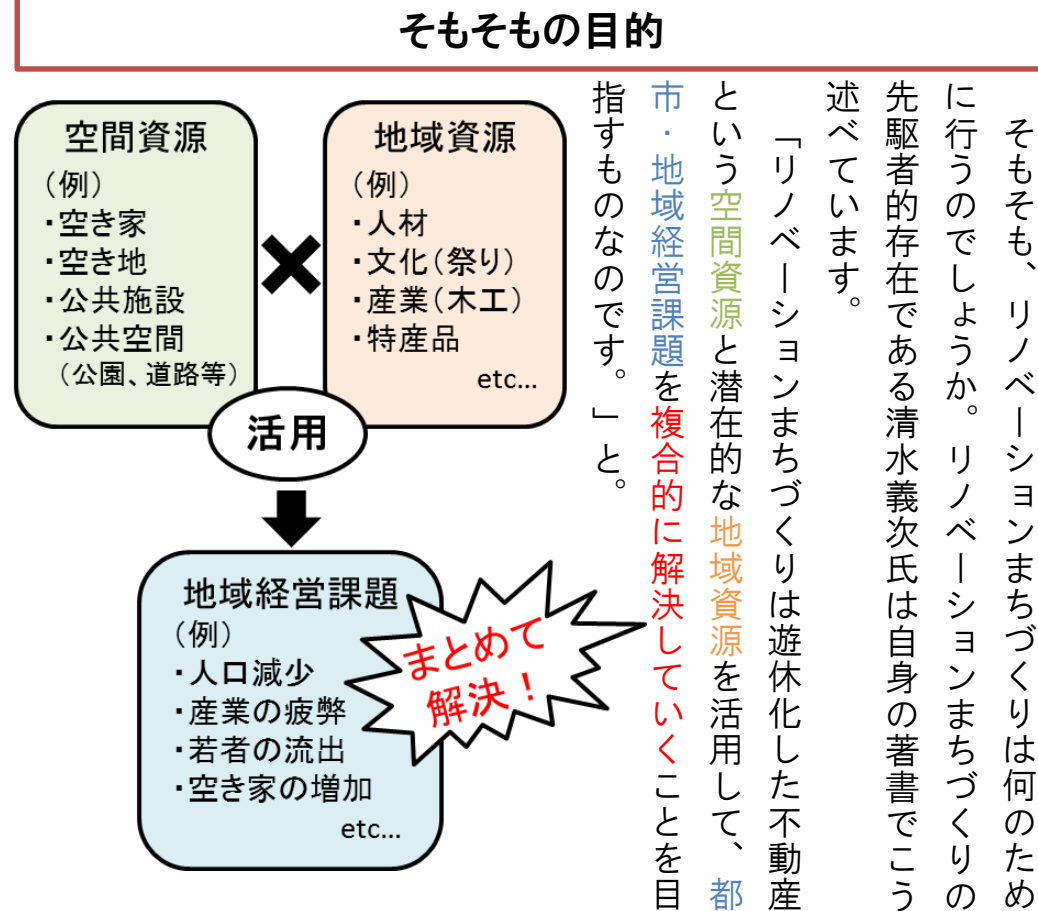 そもそもの目的
そもそも、リノベーションまちづくりは何のため
に行うのでしょうか。リノベーションまちづくりの
先駆者的存在である清水義次氏は自身の著書でこう
述べています。
「リノベーションまちづくりは遊休化した不動産
という空間資源と潜在的な地域資源を活用して、都
市・地域経営課題を複合的に解決していくことを目
指すものなのです。」と。
空間資源
（例）
・空き家
・空き地
・公共施設
・公共空間
（公園、道路等）
×
地域資源
（例）
・人材
・文化（祭り）
・産業（木工）
・特産品
etc…
活用
地域経営課題
（例）
・人口減少
・産業の疲弊
・若者の流出
・空き家の増加
etc…
まとめて
解決！